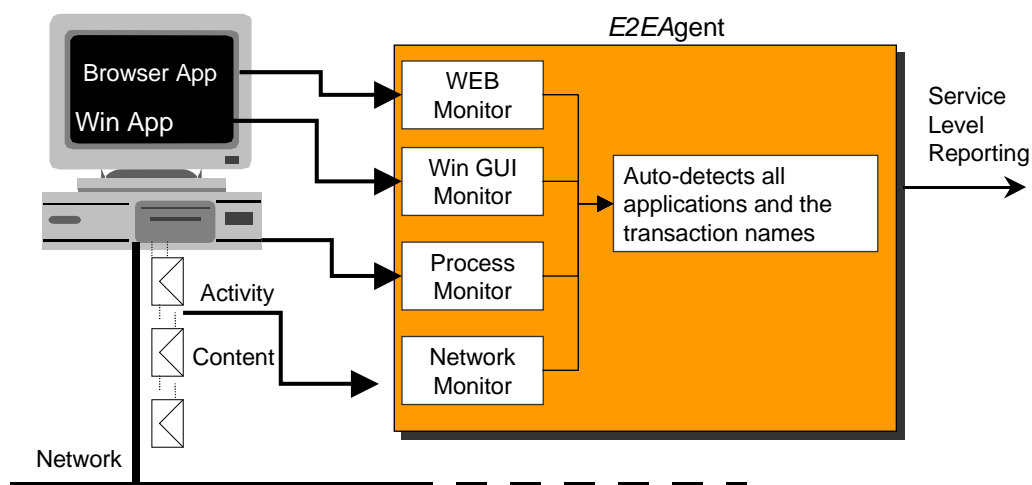 E2EAgent
Browser App
Win App
WEB
Monitor
Win GUI
Monitor
Process
Monitor
Network
Monitor
Auto-detects all
applications and the
transaction names
Service
Level
Reporting
Activity
Content
Network